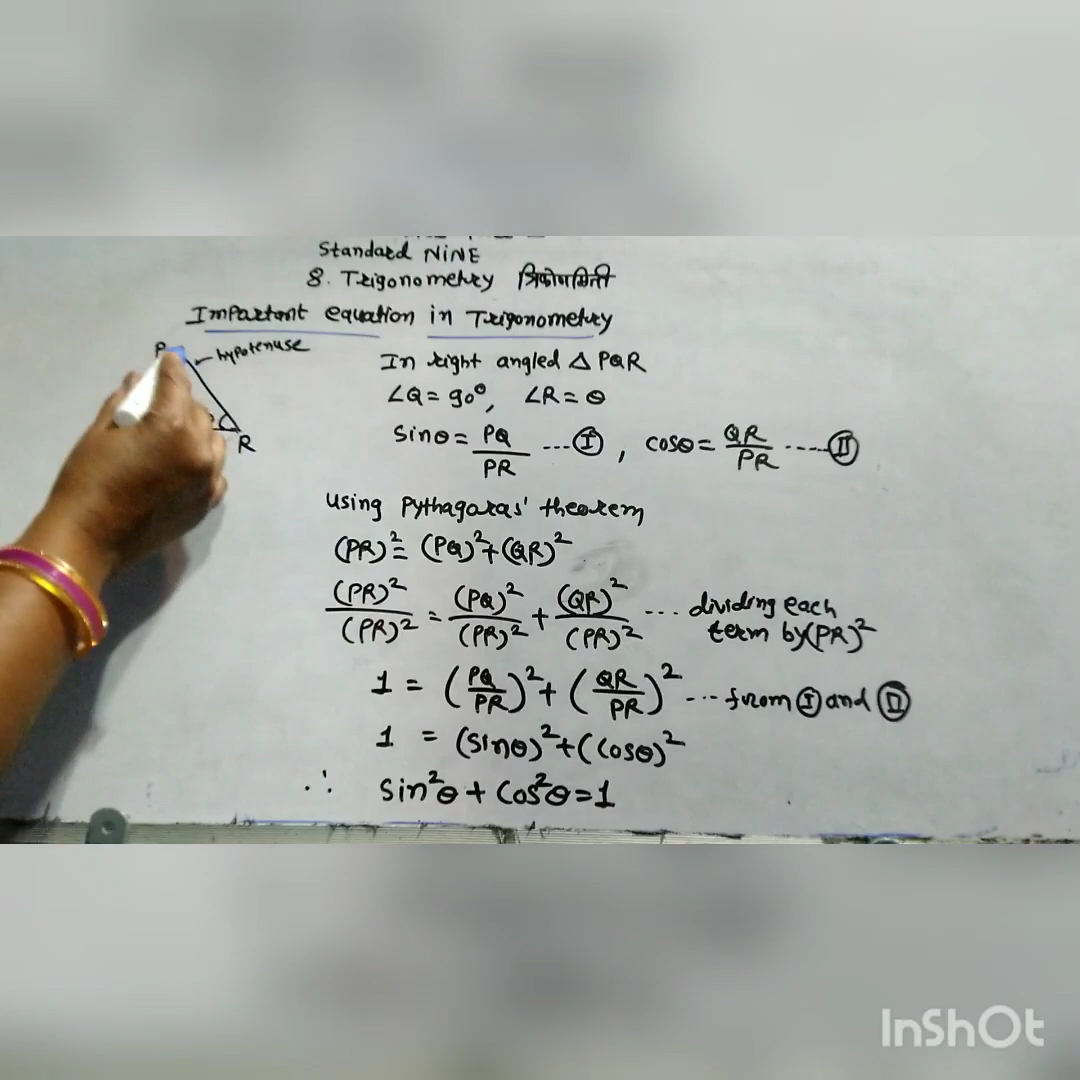 Standard NINE
8. Trigonometry त्रिकोणमिती
Important equation in Trigonometry
P
hypotenuse
R
In right angled △ PQR
∠Q = 90°, ∠R = θ
sinθ = PQ/PR ---- Ⅰ , cosθ = QR/PR ----- Ⅱ
using Pythagoras' theorem
(PR)² = (PQ)² + (QR)²
(PR)²/(PR)² = (PQ)²/(PR)² + (QR)²/(PR)² --- dividing each term by (PR)²
1 = (PQ/PR)² + (QR/PR)² --- from Ⅰ and Ⅱ
1 = (sinθ)² + (cosθ)²
∴ sin²θ + cos²θ = 1
InShOt